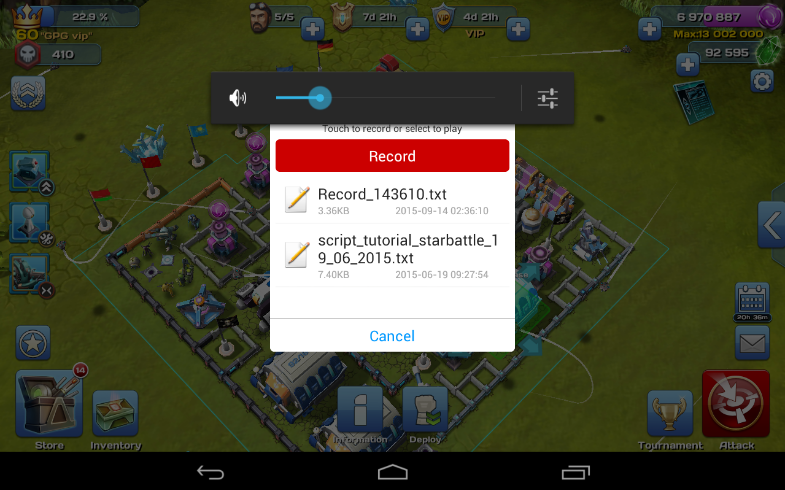 22.9 %
5/5
7d 21h
4d 21h
6 970 887
60 "GPG vip"
VIP
VIP
Max:13 002 000
410
92 595
Touch to record or select to play
Record
Record_143610.txt
3.36KB 2015-09-14 02:36:10
script_tutorial_starbattle_1
9_06_2015.txt
7.40KB 2015-06-19 09:27:54
20h 36m
Cancel
14
Store
Inventory
Information
Deploy
Tournament
Attack